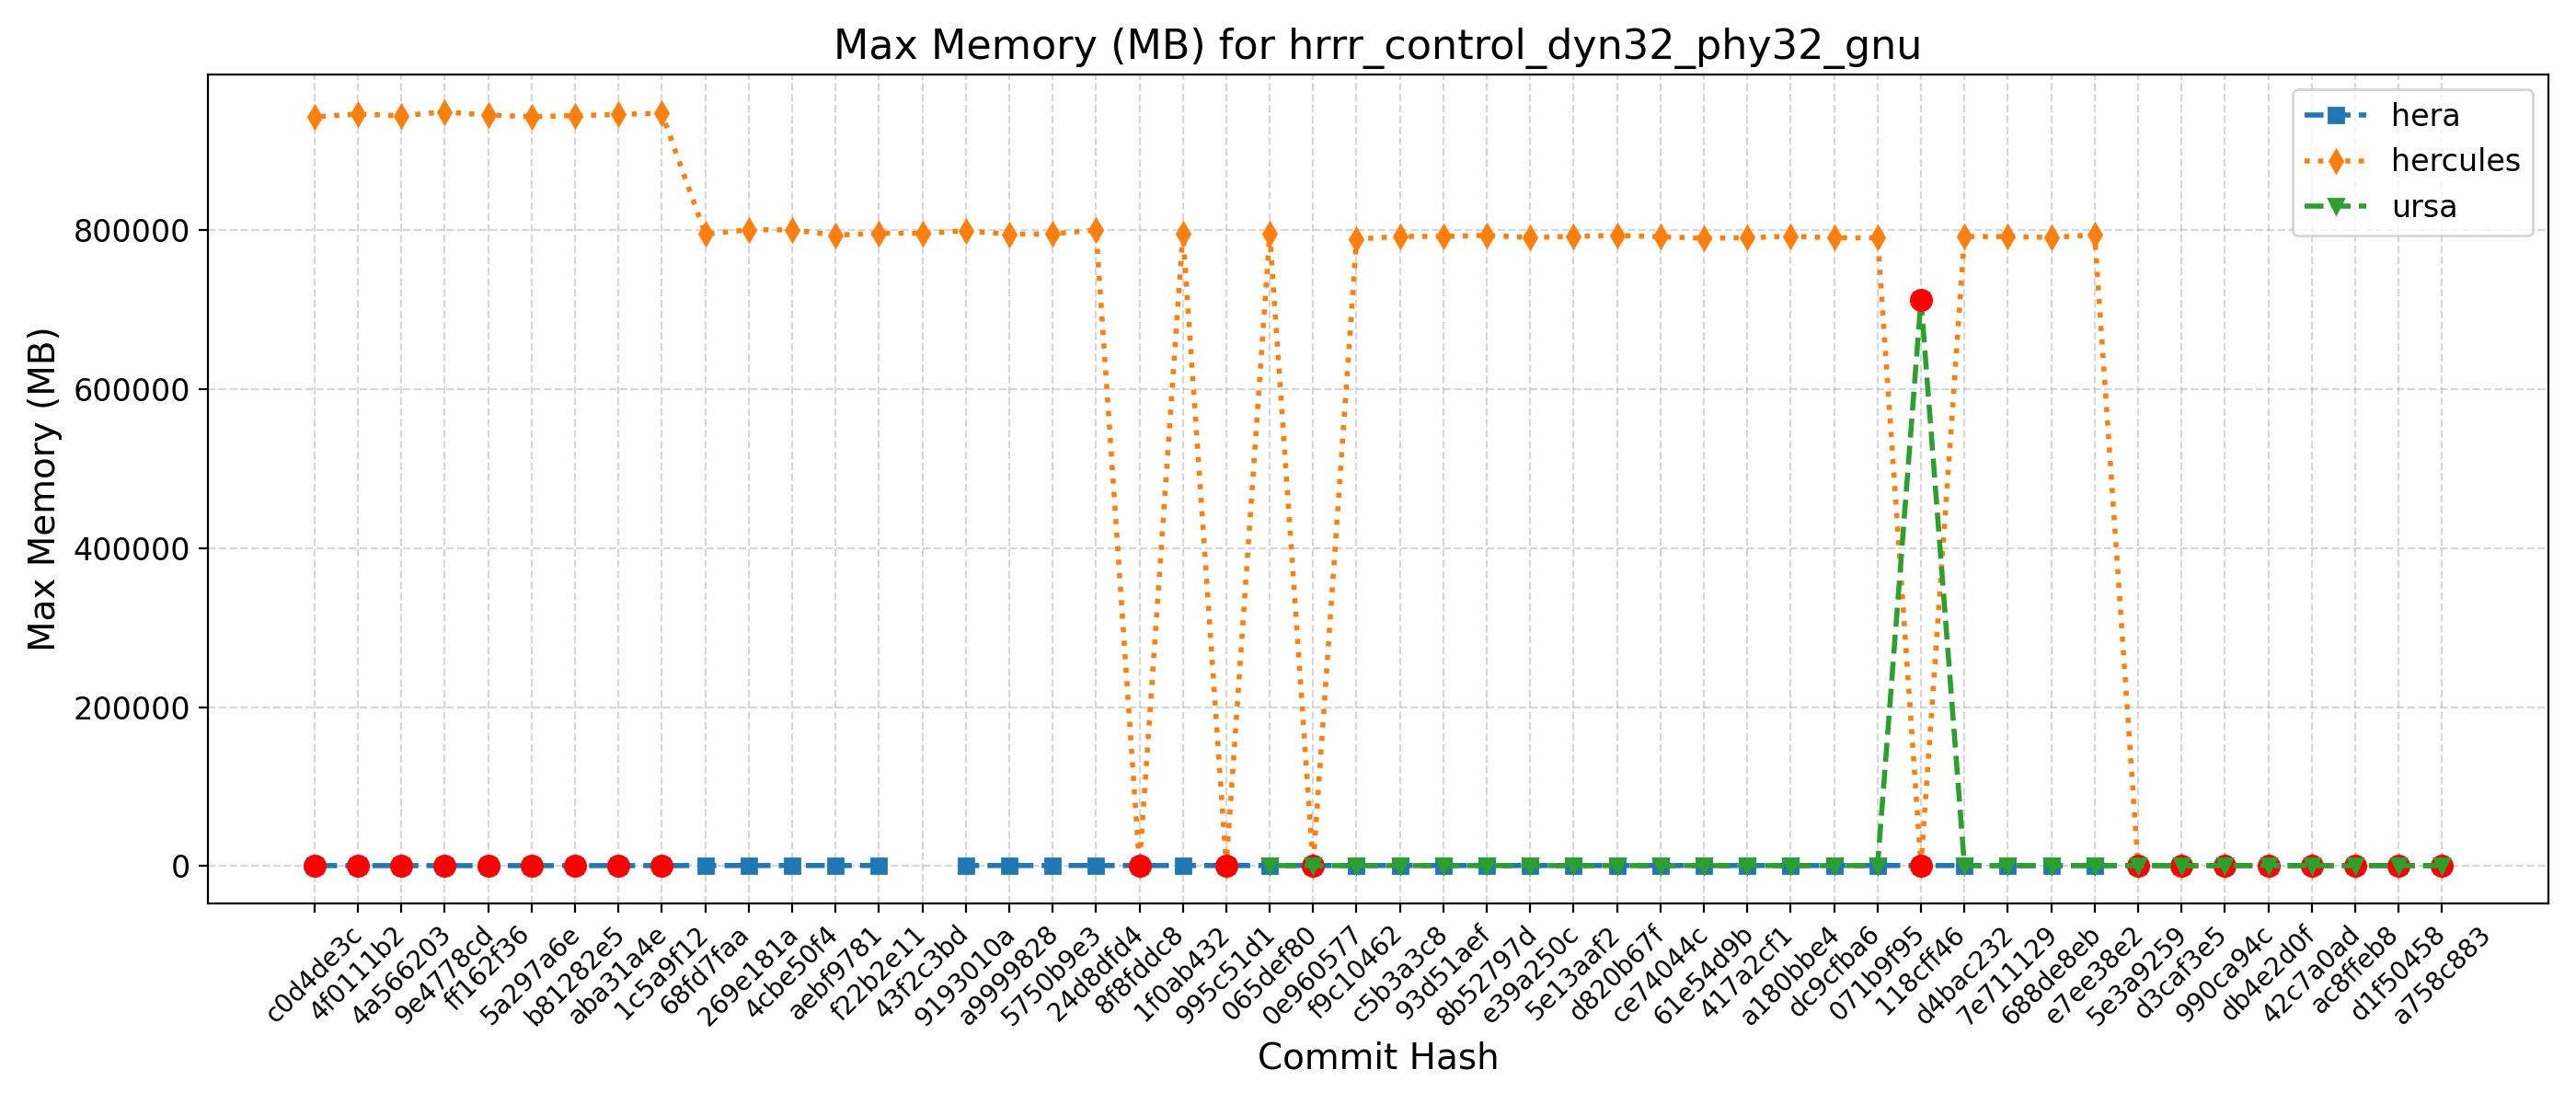 Max Memory (MB) for hrrr_control_dyn32_phy32_gnu
hera
hercules
ursa
Max Memory (MB)
800000
600000
400000
200000
0
c0d4de3c
4f0111b2
4a566203
9e4778cd
ff162f36
5a297a6e
b81282e5
aba31a4e
1c5a9f12
68fd7faa
269e181a
4cbe50f4
aebf9781
f22b2e11
43f2c3bd
9193010a
a9999828
5750b9e3
24d8dfd4
8f8fddc8
1f0ab432
995c51d1
065def80
0e960577
f9c10462
c5b3a3c8
93d51aef
8b52797d
e39a250c
5e13aaf2
d820b67f
ce74044c
61e54d9b
417a2cf1
a180bbe4
dc9cfba6
071b9f95
118cff46
d4bac232
7e711129
688de8eb
e7ee38e2
5e3a9259
d3caf3e5
990ca94c
db4e2d0f
42c7a0ad
ac8ffeb8
d1f50458
a758c883
Commit Hash